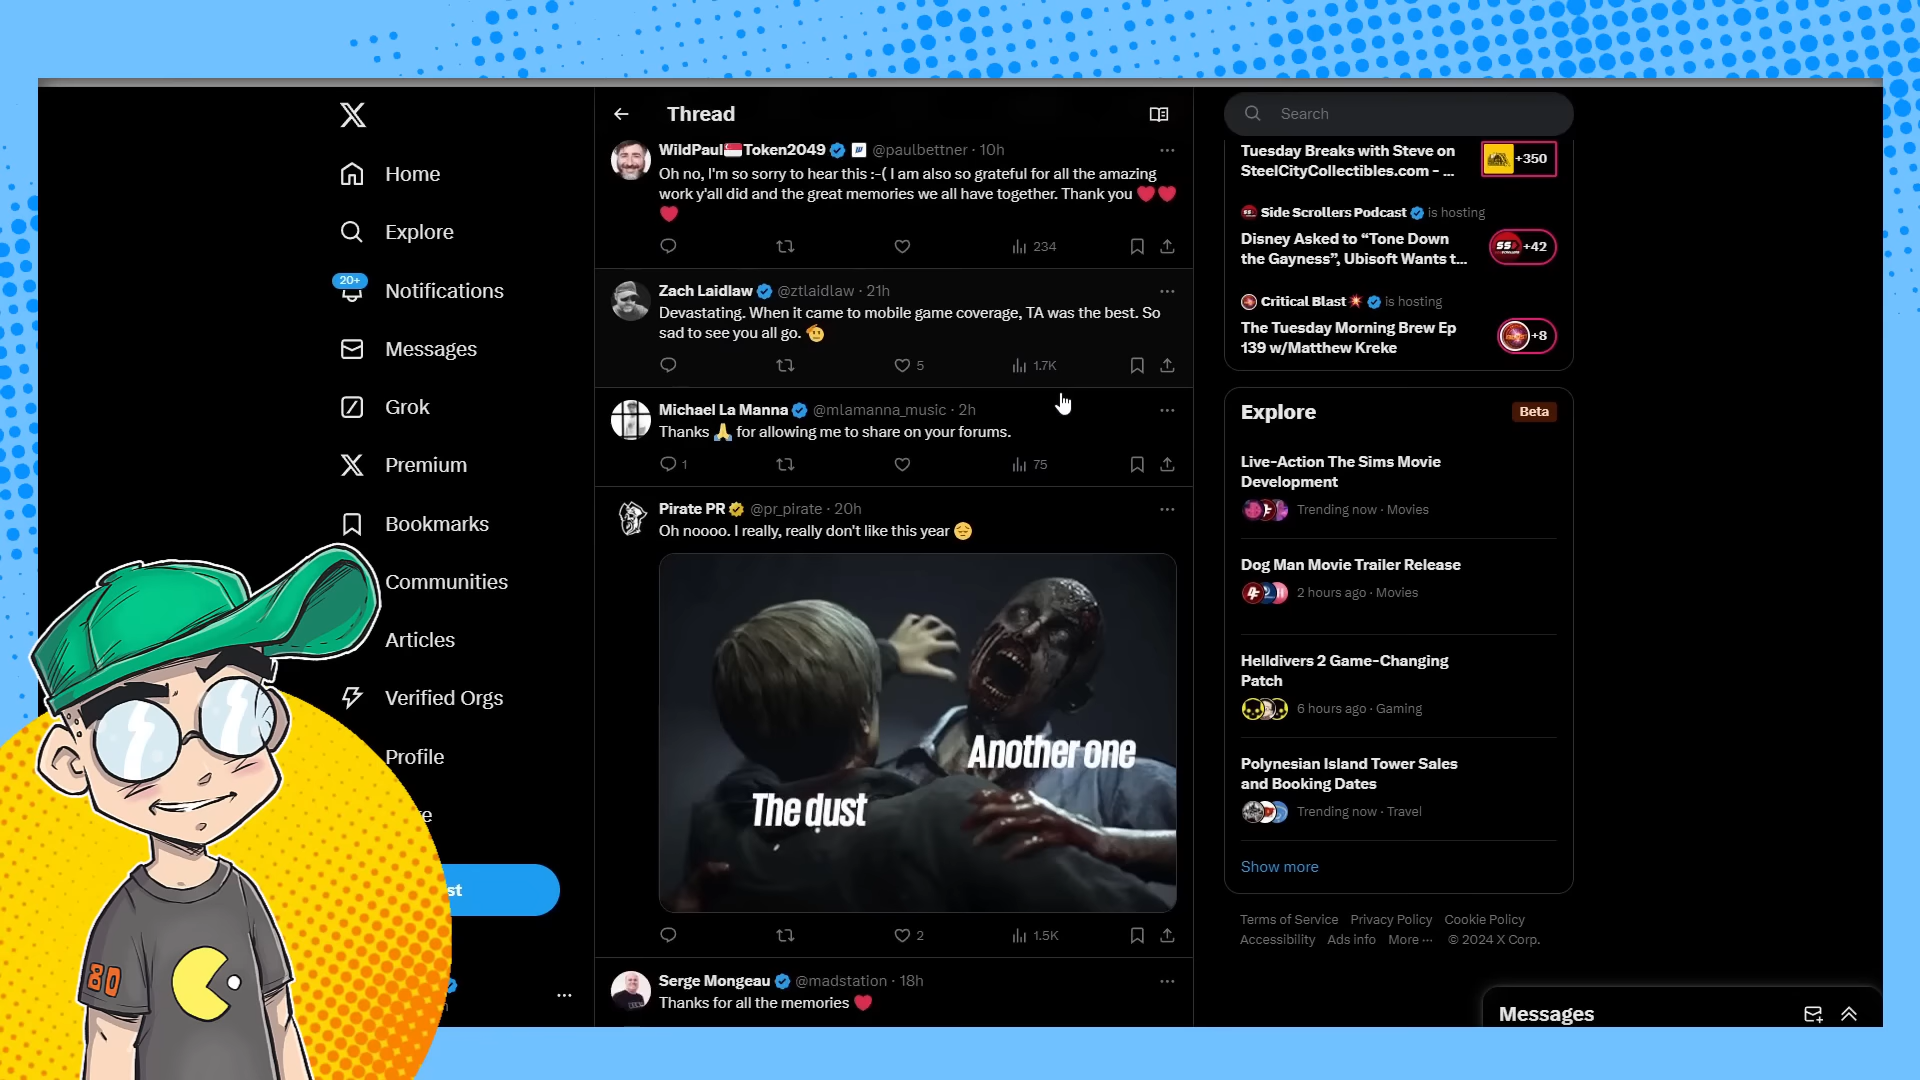 Home
Explore
20+
Notifications
Messages
Grok
Premium
Bookmarks
Communities
Articles
Verified Orgs
Profile
80
Thread
WildPaul🇸🇬Token2049 @paulbettner · 10h
Oh no, I'm so sorry to hear this :-( I am also so grateful for all the amazing
work y'all did and the great memories we all have together. Thank you ❤️❤️
❤️
234
Zach Laidlaw @ztlaidlaw · 21h
Devastating. When it came to mobile game coverage, TA was the best. So
sad to see you all go. 🫡
5 1.7K
Michael La Manna @mlamanna_music · 2h
Thanks 🙏 for allowing me to share on your forums.
1 75
Pirate PR @pr_pirate · 20h
Oh noooo. I really, really don't like this year 😔
Another one
The dust
2 1.5K
Serge Mongeau @madstation · 18h
Thanks for all the memories ❤️
Search
Tuesday Breaks with Steve on
SteelCityCollectibles.com – ...
+350
Side Scrollers Podcast is hosting
Disney Asked to “Tone Down
the Gayness”, Ubisoft Wants t...
+42
Critical Blast💥 is hosting
The Tuesday Morning Brew Ep
139 w/Matthew Kreke
+8
Explore
Beta
Live-Action The Sims Movie
Development
Trending now · Movies
Dog Man Movie Trailer Release
2 hours ago · Movies
Helldivers 2 Game-Changing
Patch
6 hours ago · Gaming
Polynesian Island Tower Sales
and Booking Dates
Trending now · Travel
Show more
Terms of Service Privacy Policy Cookie Policy
Accessibility Ads info More ··· © 2024 X Corp.
Messages